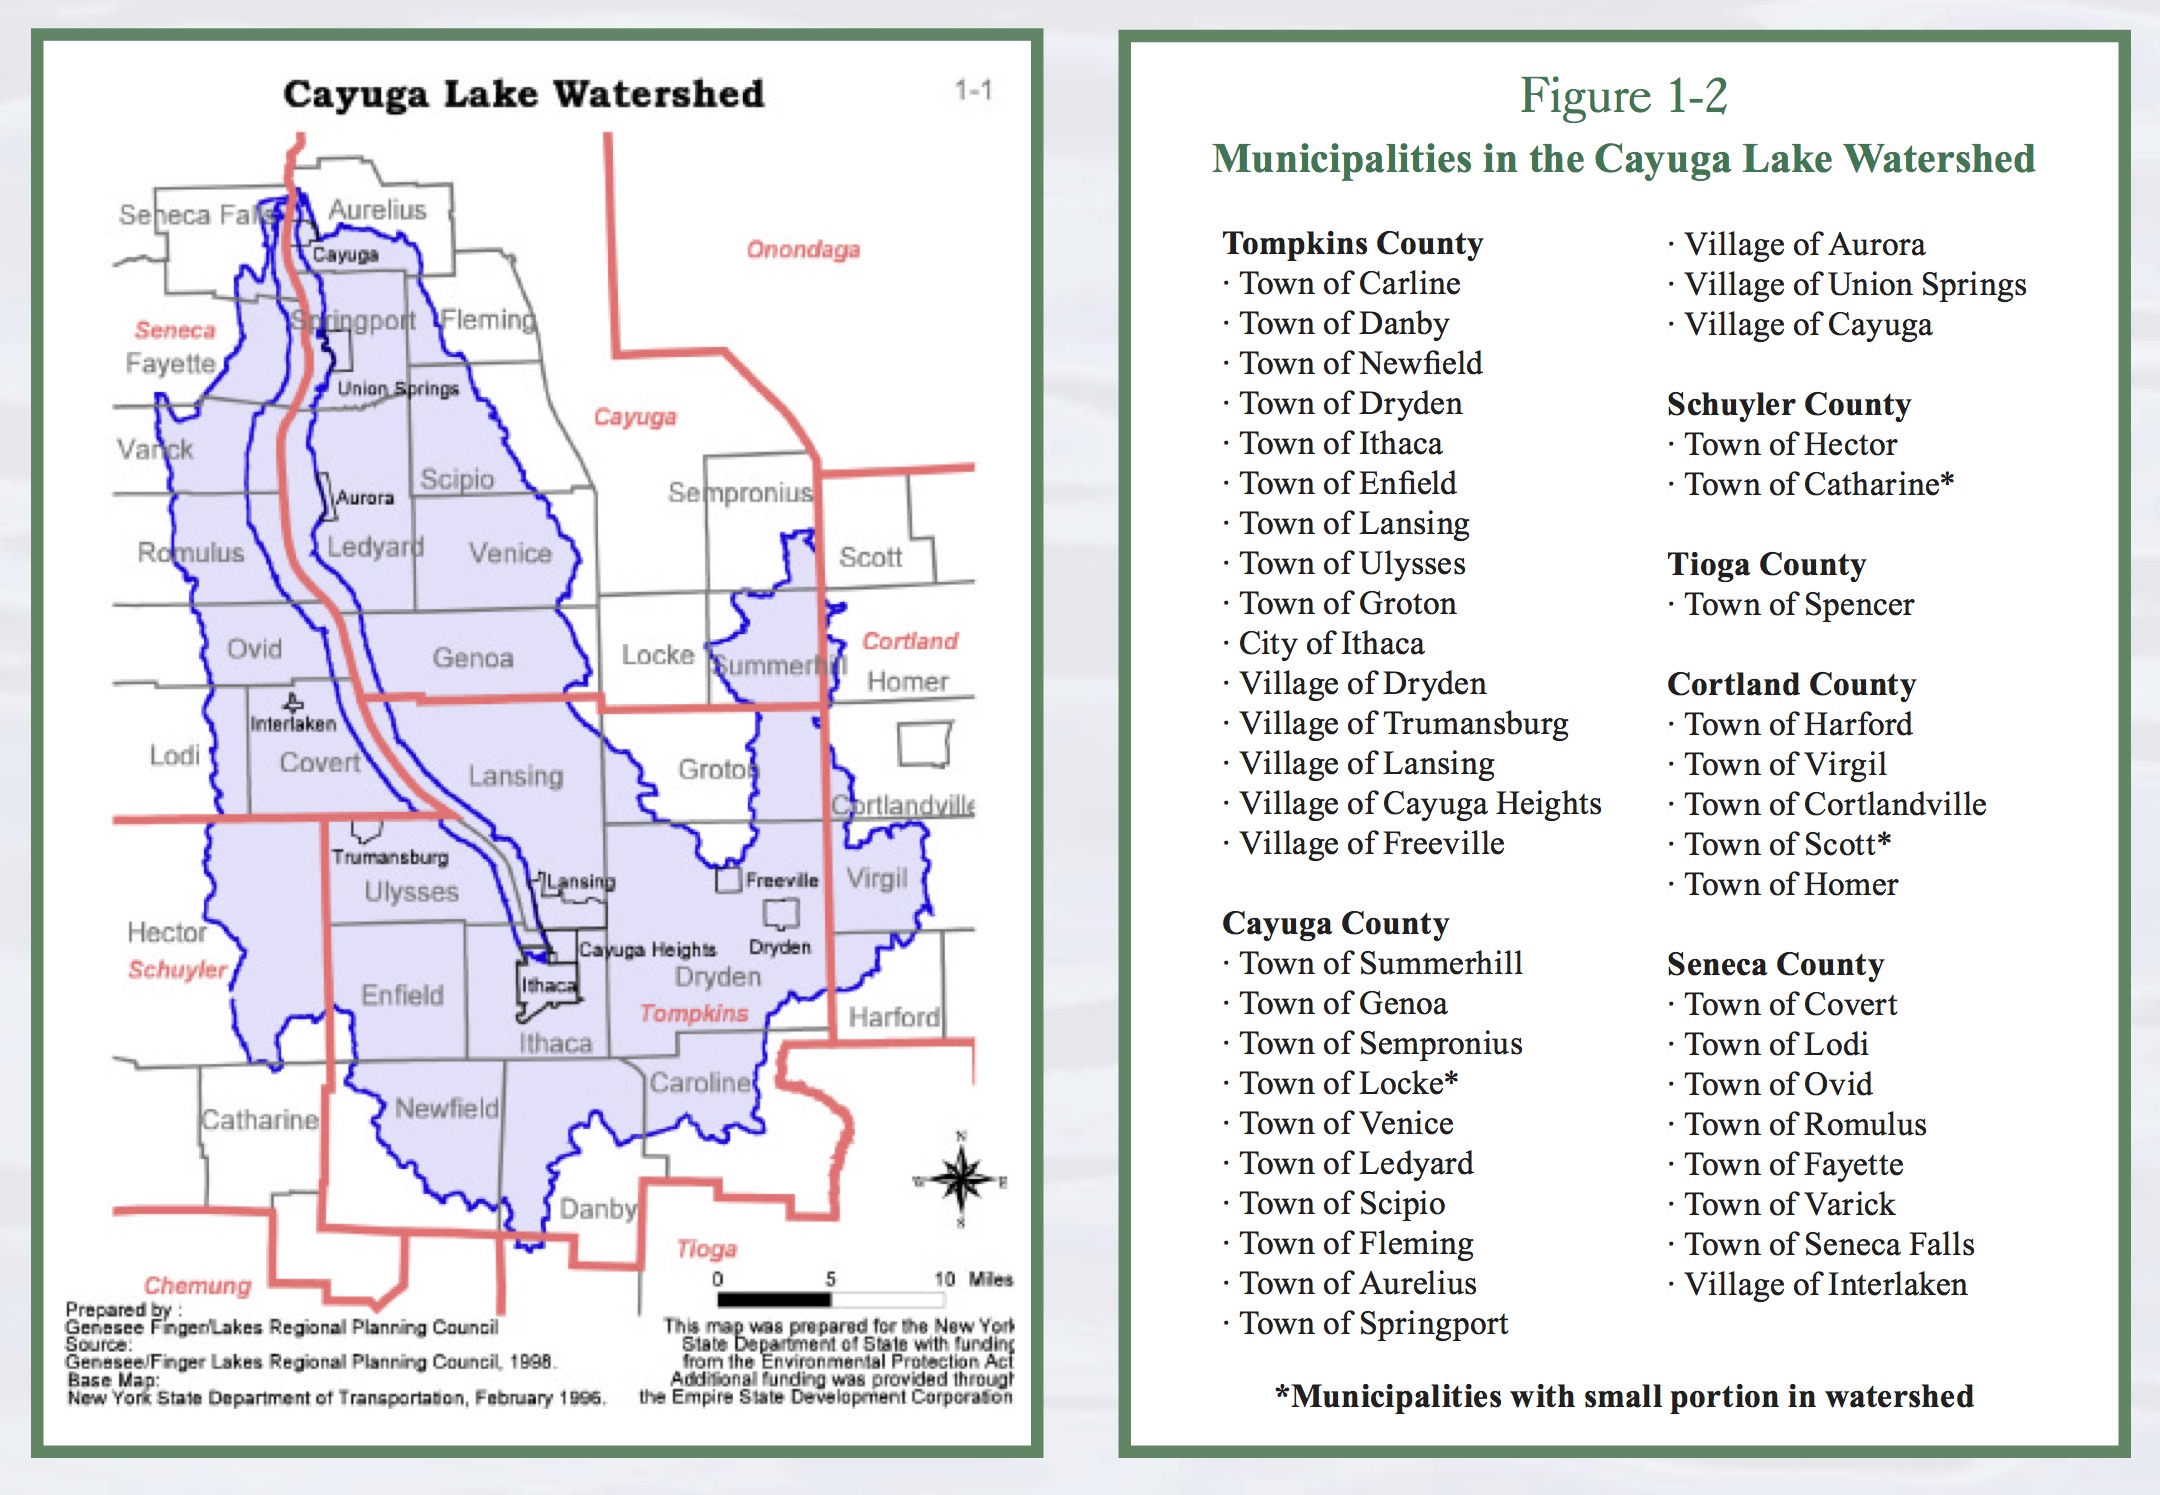 Cayuga Lake Watershed
1-1
Seneca Falls
Aurelius
Cayuga
Onondaga
Springport
Fleming
Seneca
Fayette
Union Springs
Cayuga
Varick
Scipio
Sempronius
Aurora
Romulus
Ledyard
Venice
Scott
Ovid
Genoa
Locke
Summerhill
Cortland
Homer
Interlaken
Lodi
Covert
Lansing
Groton
Cortlandville
Trumansburg
Ulysses
Lansing
Freeville
Virgil
Hector
Schuyler
Cayuga Heights
Dryden
Ithaca
Dryden
Enfield
Tompkins
Harford
Ithaca
Caroline
Catharine
Newfield
Danby
N
W
E
S
Tioga
Chemung
0 5 10 Miles
Prepared by :
Genesee Finger/Lakes Regional Planning Council
Source:
Genesee/Finger Lakes Regional Planning Council, 1998.
Base Map:
New York State Department of Transportation, February 1996.
This map was prepared for the New York
State Department of State with funding
from the Environmental Protection Act
Additional funding was provided through
the Empire State Development Corporation
Figure 1-2
Municipalities in the Cayuga Lake Watershed
Tompkins County
· Town of Carline
· Town of Danby
· Town of Newfield
· Town of Dryden
· Town of Ithaca
· Town of Enfield
· Town of Lansing
· Town of Ulysses
· Town of Groton
· City of Ithaca
· Village of Dryden
· Village of Trumansburg
· Village of Lansing
· Village of Cayuga Heights
· Village of Freeville
Cayuga County
· Town of Summerhill
· Town of Genoa
· Town of Sempronius
· Town of Locke*
· Town of Venice
· Town of Ledyard
· Town of Scipio
· Town of Fleming
· Town of Aurelius
· Town of Springport
· Village of Aurora
· Village of Union Springs
· Village of Cayuga
Schuyler County
· Town of Hector
· Town of Catharine*
Tioga County
· Town of Spencer
Cortland County
· Town of Harford
· Town of Virgil
· Town of Cortlandville
· Town of Scott*
· Town of Homer
Seneca County
· Town of Covert
· Town of Lodi
· Town of Ovid
· Town of Romulus
· Town of Fayette
· Town of Varick
· Town of Seneca Falls
· Village of Interlaken
*Municipalities with small portion in watershed